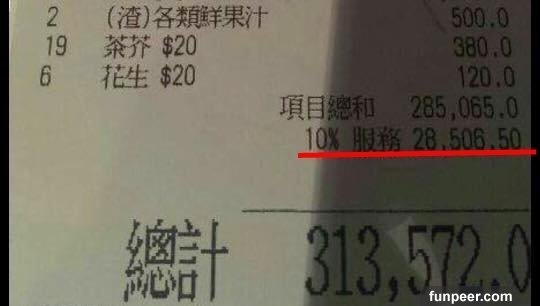 2 (渣)各類鮮果汁 500.0
19 茶芥 $20 380.0
6 花生 $20 120.0
項目總和 285,065.0
10% 服務 28,506.50
總計 313,572.0
funpeer.com